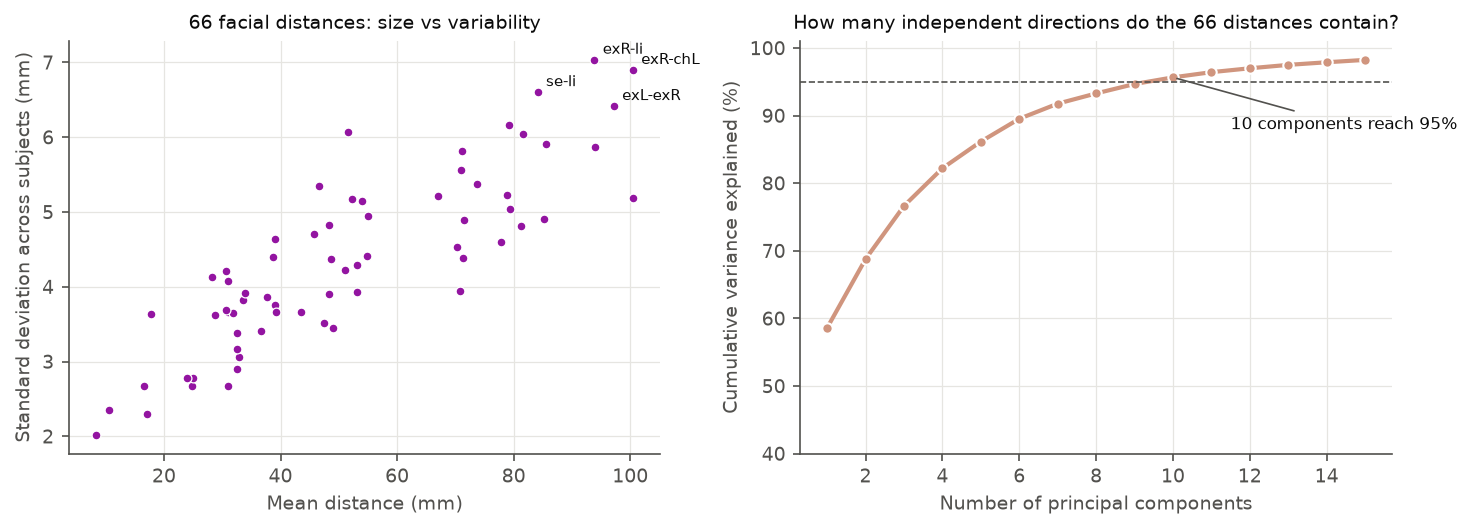 66 facial distances: size vs variability
exR-li
exR-chL
se-li
exL-exR
7
6
5
4
3
2
Standard deviation across subjects (mm)
20
40
60
80
100
Mean distance (mm)
How many independent directions do the 66 distances contain?
100
90
80
70
60
50
40
Cumulative variance explained (%)
10 components reach 95%
2
4
6
8
10
12
14
Number of principal components